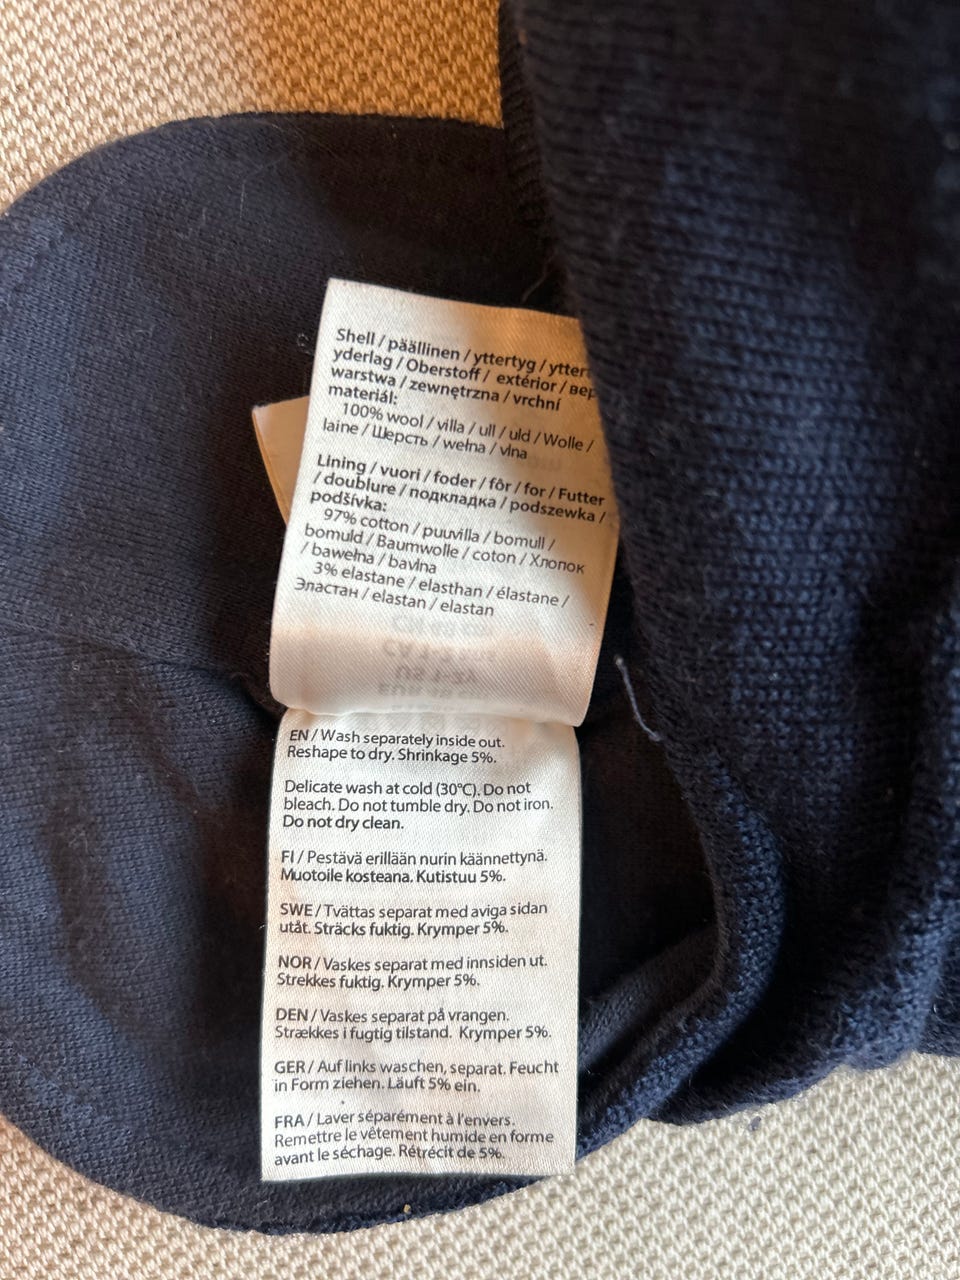 Shell / päällinen / yttertyg /
yderlag / Oberstoff / extérior /
warstwa / zewnętrzna / vrchní
materiál:
100% wool / villa / ull / uld / Wolle /
laine / Шерсть / wełna / vlna
Lining / vuori / foder / fôr / for / Futter
/ doublure / подкладка / podszewka /
podšívka:
97% cotton / puuvilla / bomull /
bomuld / Baumwolle / coton / Хлопок
/ bawełna / bavlna
3% elastane / elasthan / élastane /
Эластан / elastan / elastan
EN / Wash separately inside out.
Reshape to dry. Shrinkage 5%.
Delicate wash at cold (30°C). Do not
bleach. Do not tumble dry. Do not iron.
Do not dry clean.
FI / Pestävä erillään nurin käännettynä.
Muotoile kosteana. Kutistuu 5%.
SWE / Tvättas separat med aviga sidan
utåt. Sträcks fuktig. Krymper 5%.
NOR / Vaskes separat med innsiden ut.
Strekkes fuktig. Krymper 5%.
DEN / Vaskes separat på vrangen.
Strækkes i fugtig tilstand. Krymper 5%.
GER / Auf links waschen, separat. Feucht
in Form ziehen. Läuft 5% ein.
FRA / Laver séparément à l'envers.
Remettre le vêtement humide en forme
avant le séchage. Rétrécit de 5%.